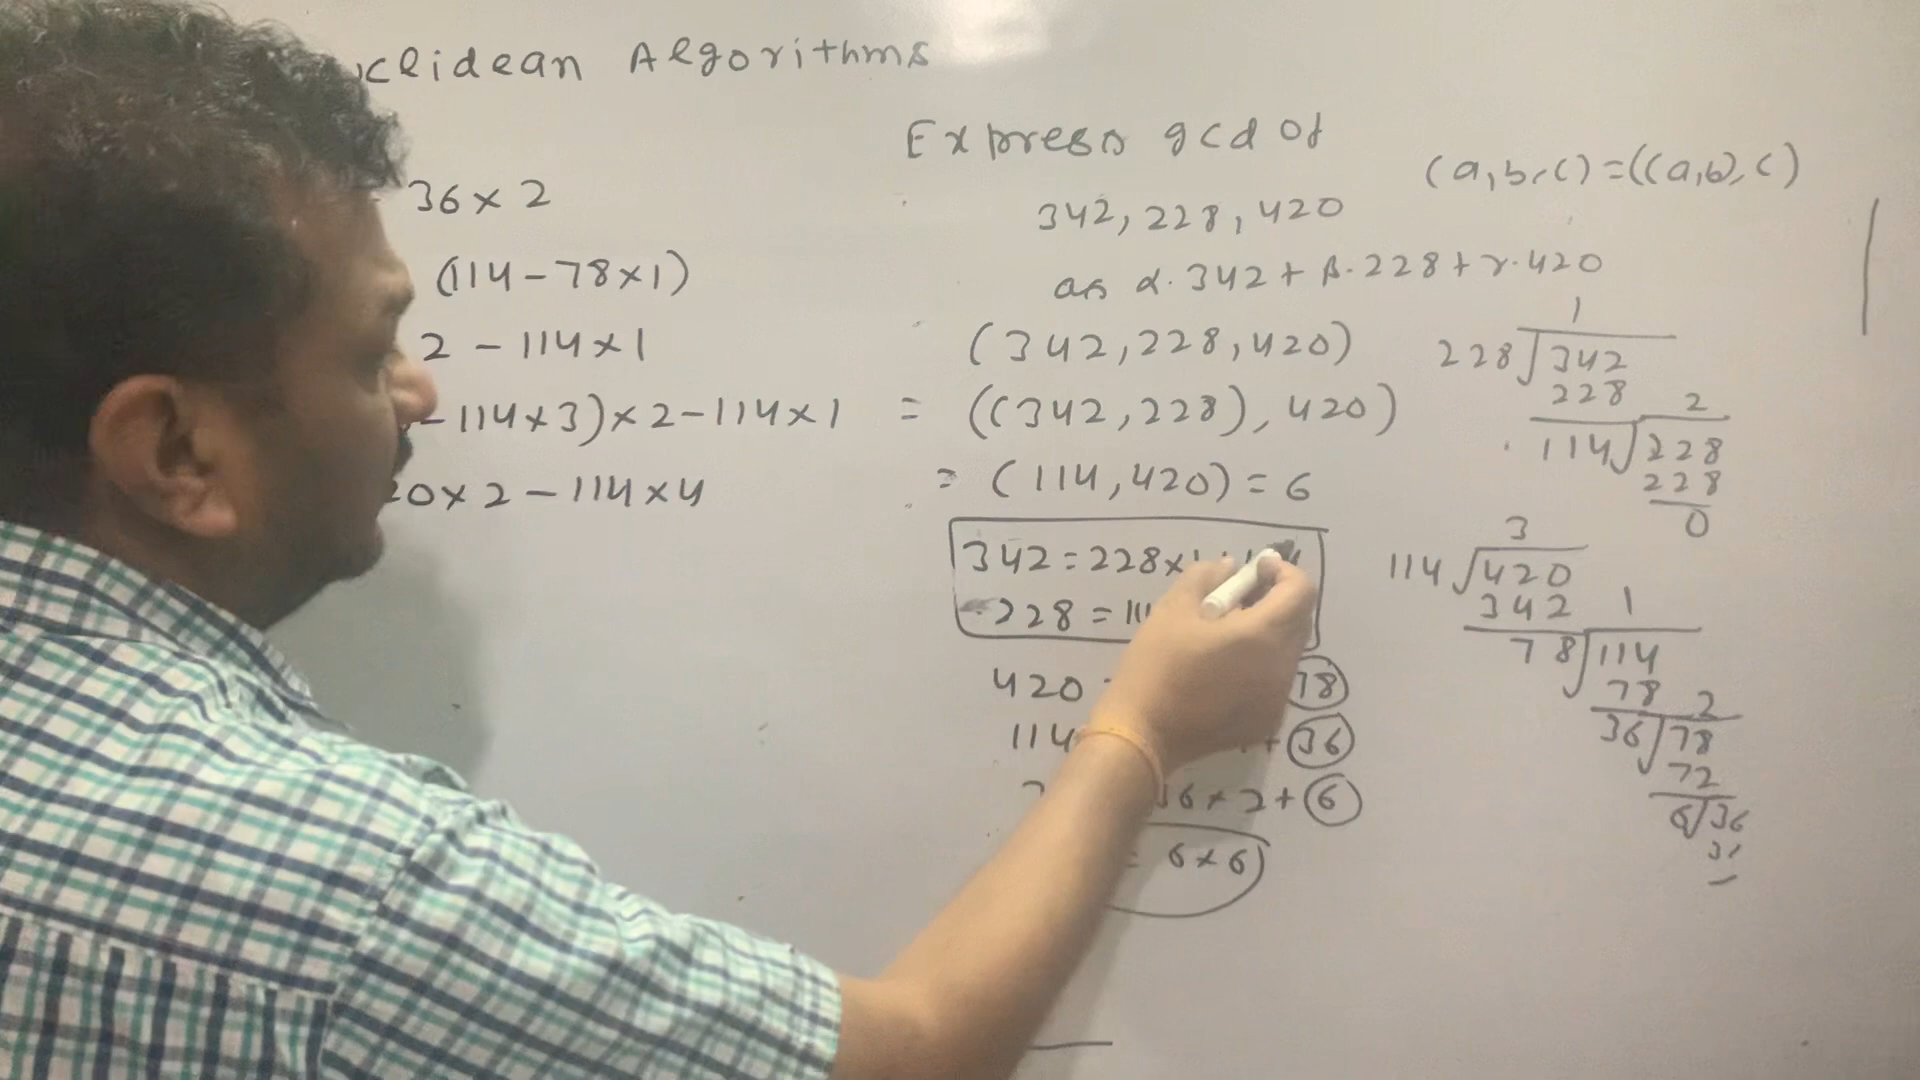 clidean Algorithms
36 × 2
(114 - 78×1)
2 - 114×1
- 114×3)×2 - 114×1
20×2 - 114×4
Express gcd of
342, 228, 420
as α.342 + β.228 + γ.420
(342, 228, 420)
= ((342, 228), 420)
= (114, 420) = 6
342 = 228×
228 = 11
420 78
114 + 36
36×2 + 6
= 6×6
(a,b,c) = ((a,b), c)
1
228 342
228 2
114 228
228
0
3
114 420
342 1
78 114
78 2
36 78
72
6 36